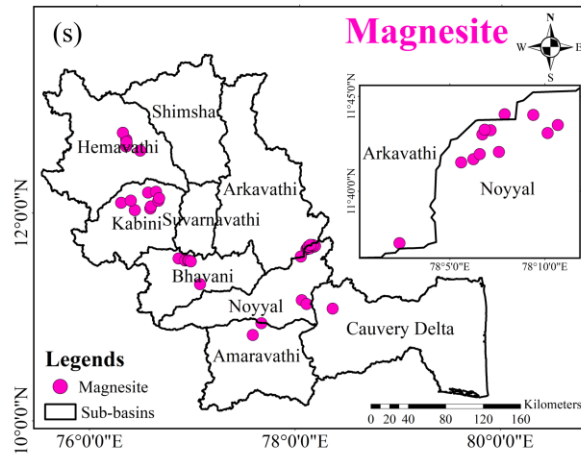 (s)
Magnesite
N
W E
S
Shimsha
Hemavathi
Arkavathi
Kabini
Suvarnavathi
Bhavani
Noyyal
Cauvery Delta
Amaravathi
11°45'0"N
11°40'0"N
Arkavathi
Noyyal
78°5'0"E 78°10'0"E
12°0'0"N
10°0'0"N
Legends
Magnesite
Sub-basins
Kilometers
0 20 40 80 120 160
76°0'0"E 78°0'0"E 80°0'0"E